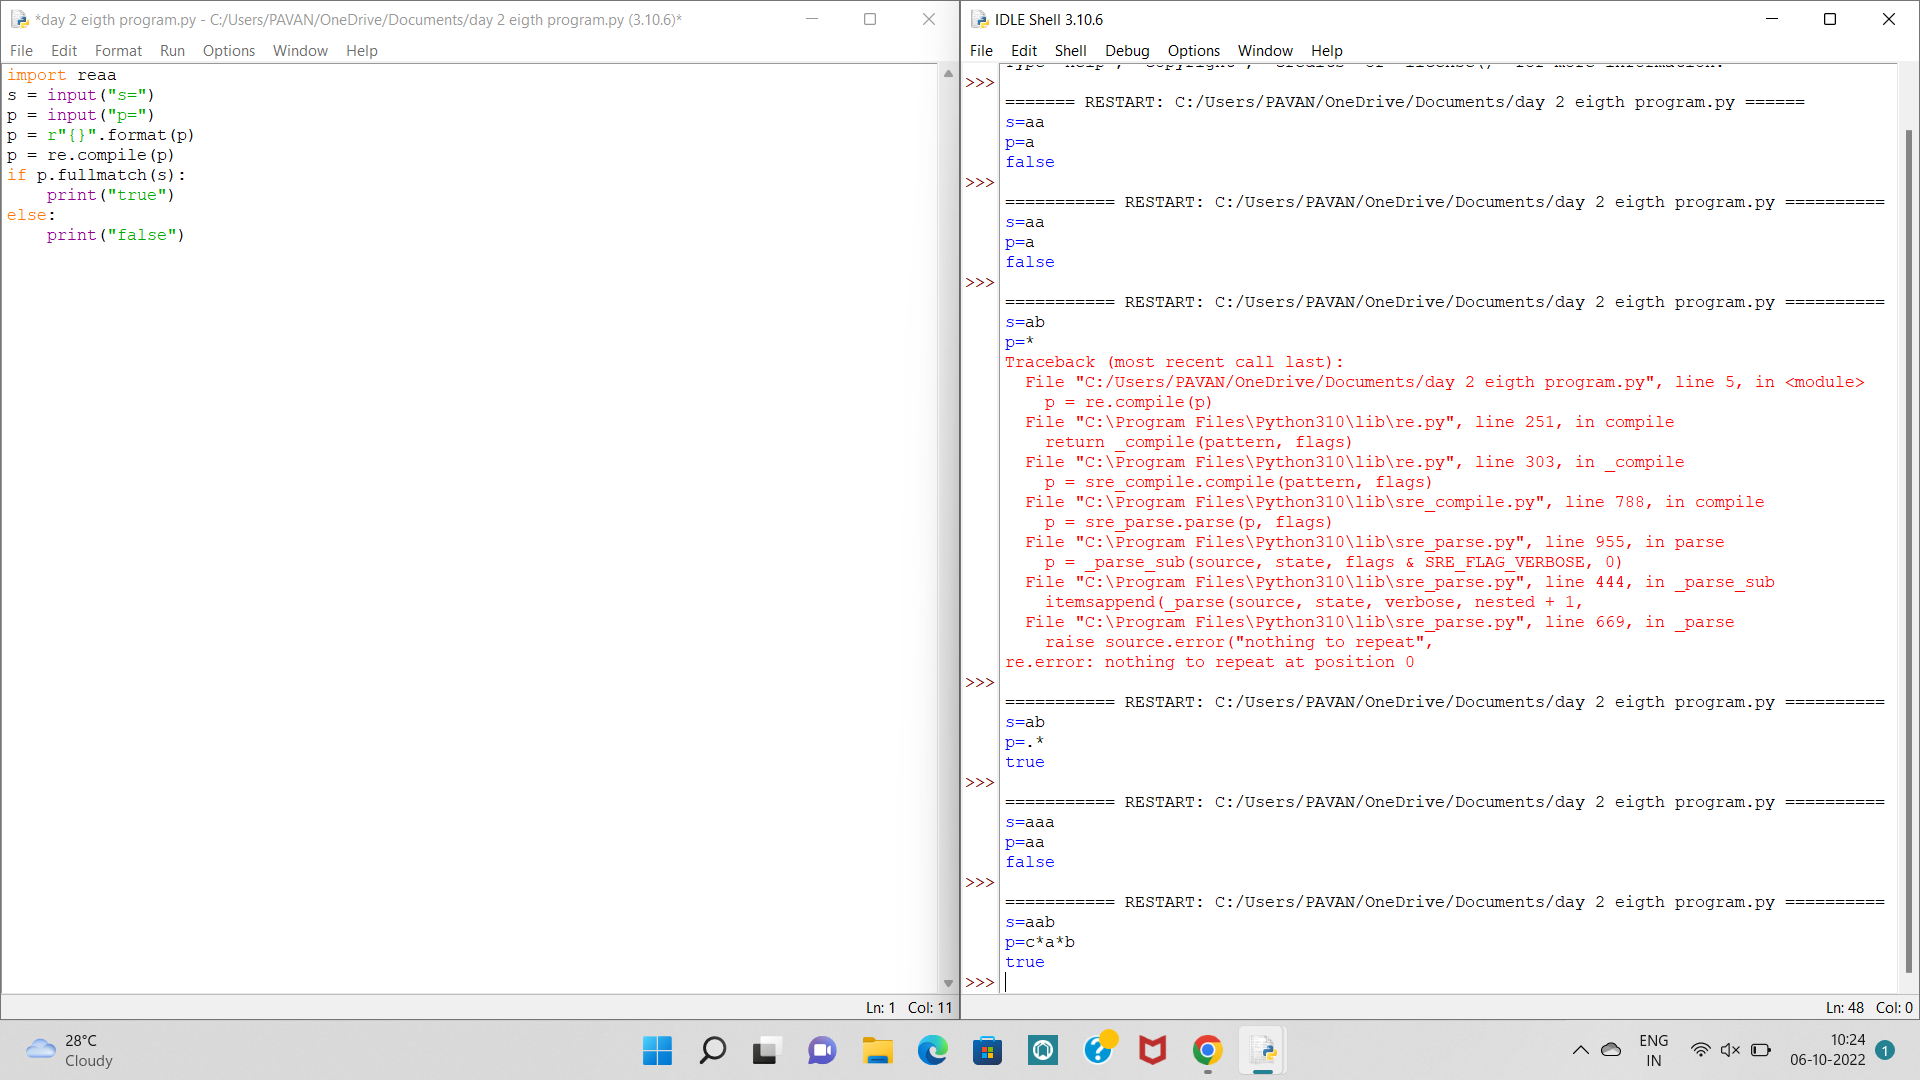 *day 2 eigth program.py - C:/Users/PAVAN/OneDrive/Documents/day 2 eigth program.py (3.10.6)*
File Edit Format Run Options Window Help
import reaa
s = input("s=")
p = input("p=")
p = r"{}".format(p)
p = re.compile(p)
if p.fullmatch(s):
    print("true")
else:
    print("false")
Ln: 1 Col: 11
IDLE Shell 3.10.6
File Edit Shell Debug Options Window Help
Type "help", "copyright", "credits" or "license()" for more information.
>>>
======= RESTART: C:/Users/PAVAN/OneDrive/Documents/day 2 eigth program.py ======
s=aa
p=a
false
>>>
=========== RESTART: C:/Users/PAVAN/OneDrive/Documents/day 2 eigth program.py ==========
s=aa
p=a
false
>>>
=========== RESTART: C:/Users/PAVAN/OneDrive/Documents/day 2 eigth program.py ==========
s=ab
p=*
Traceback (most recent call last):
  File "C:/Users/PAVAN/OneDrive/Documents/day 2 eigth program.py", line 5, in <module>
    p = re.compile(p)
  File "C:\Program Files\Python310\lib\re.py", line 251, in compile
    return _compile(pattern, flags)
  File "C:\Program Files\Python310\lib\re.py", line 303, in _compile
    p = sre_compile.compile(pattern, flags)
  File "C:\Program Files\Python310\lib\sre_compile.py", line 788, in compile
    p = sre_parse.parse(p, flags)
  File "C:\Program Files\Python310\lib\sre_parse.py", line 955, in parse
    p = _parse_sub(source, state, flags & SRE_FLAG_VERBOSE, 0)
  File "C:\Program Files\Python310\lib\sre_parse.py", line 444, in _parse_sub
    itemsappend(_parse(source, state, verbose, nested + 1,
  File "C:\Program Files\Python310\lib\sre_parse.py", line 669, in _parse
    raise source.error("nothing to repeat",
re.error: nothing to repeat at position 0
>>>
=========== RESTART: C:/Users/PAVAN/OneDrive/Documents/day 2 eigth program.py ==========
s=ab
p=.*
true
>>>
=========== RESTART: C:/Users/PAVAN/OneDrive/Documents/day 2 eigth program.py ==========
s=aaa
p=aa
false
>>>
=========== RESTART: C:/Users/PAVAN/OneDrive/Documents/day 2 eigth program.py ==========
s=aab
p=c*a*b
true
>>>
Ln: 48 Col: 0
28°C
Cloudy
ENG
IN
10:24
06-10-2022
1